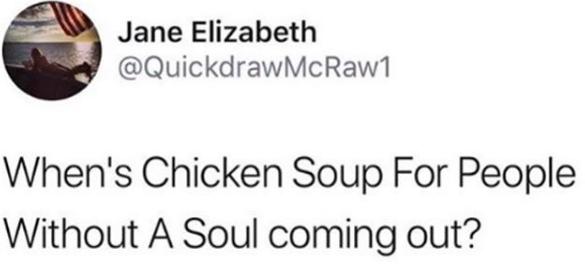 Jane Elizabeth
@QuickdrawMcRaw1
When's Chicken Soup For People
Without A Soul coming out?